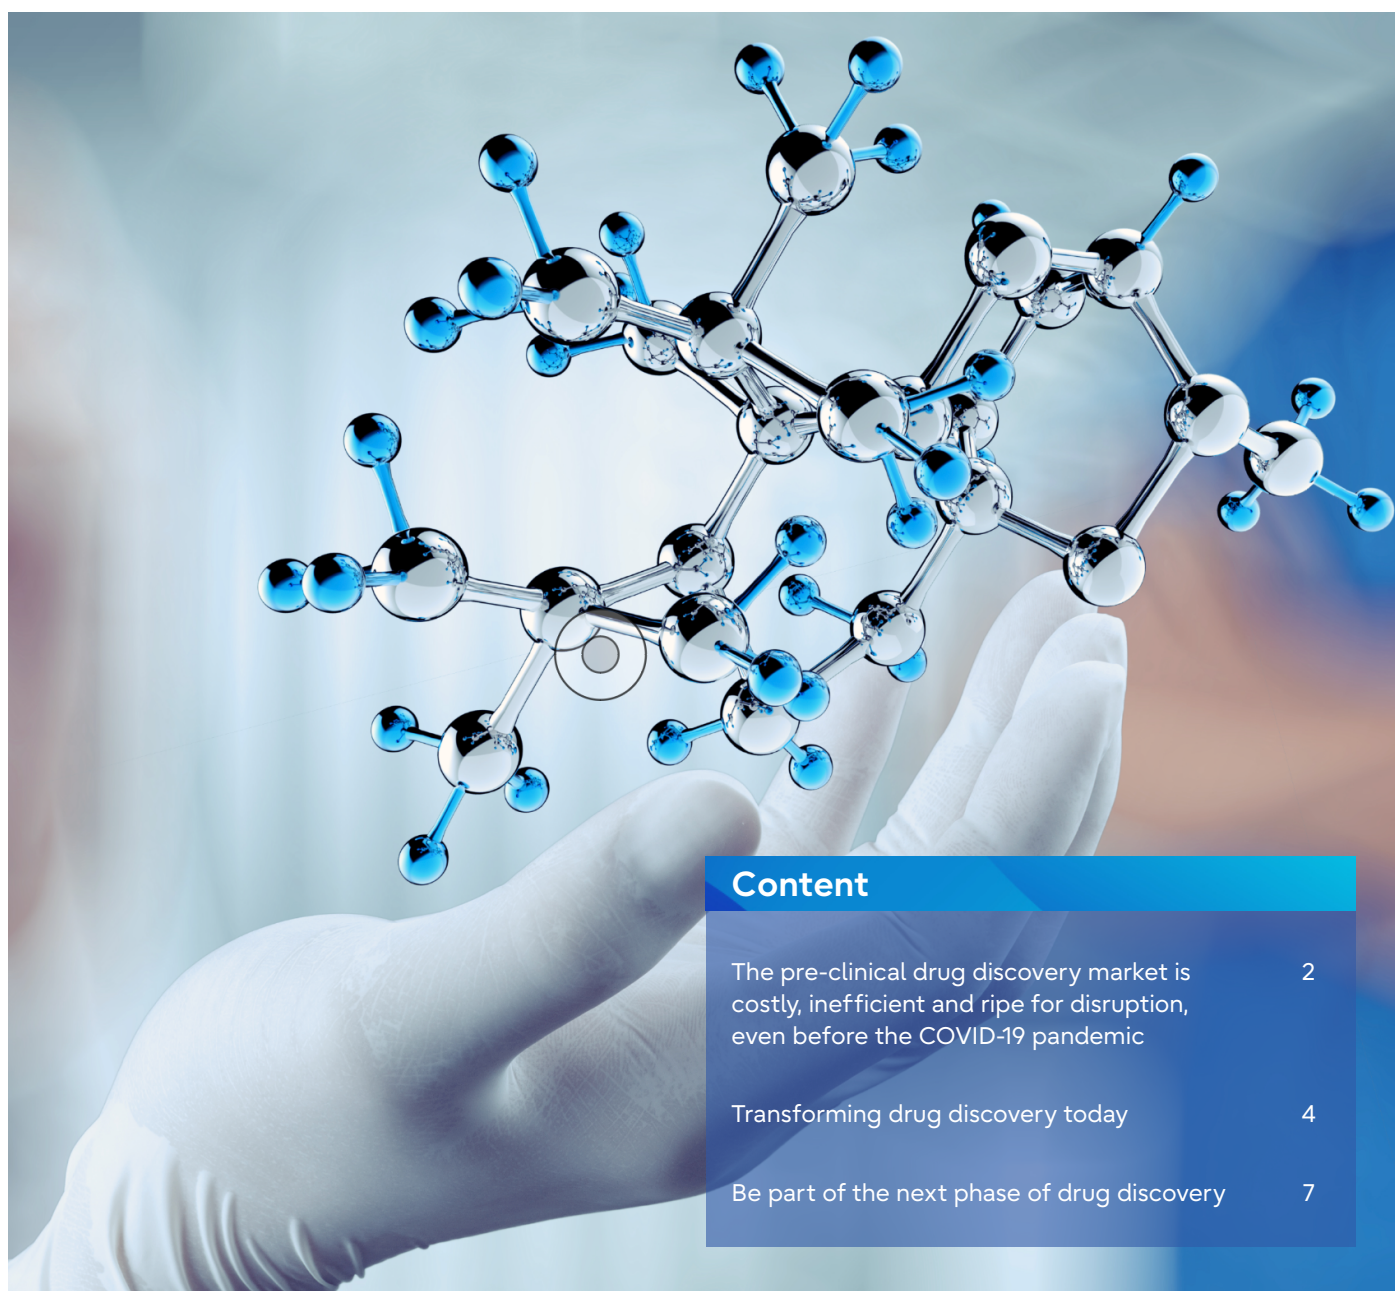 Content
The pre-clinical drug discovery market is 2
costly, inefficient and ripe for disruption,
even before the COVID-19 pandemic
Transforming drug discovery today 4
Be part of the next phase of drug discovery 7